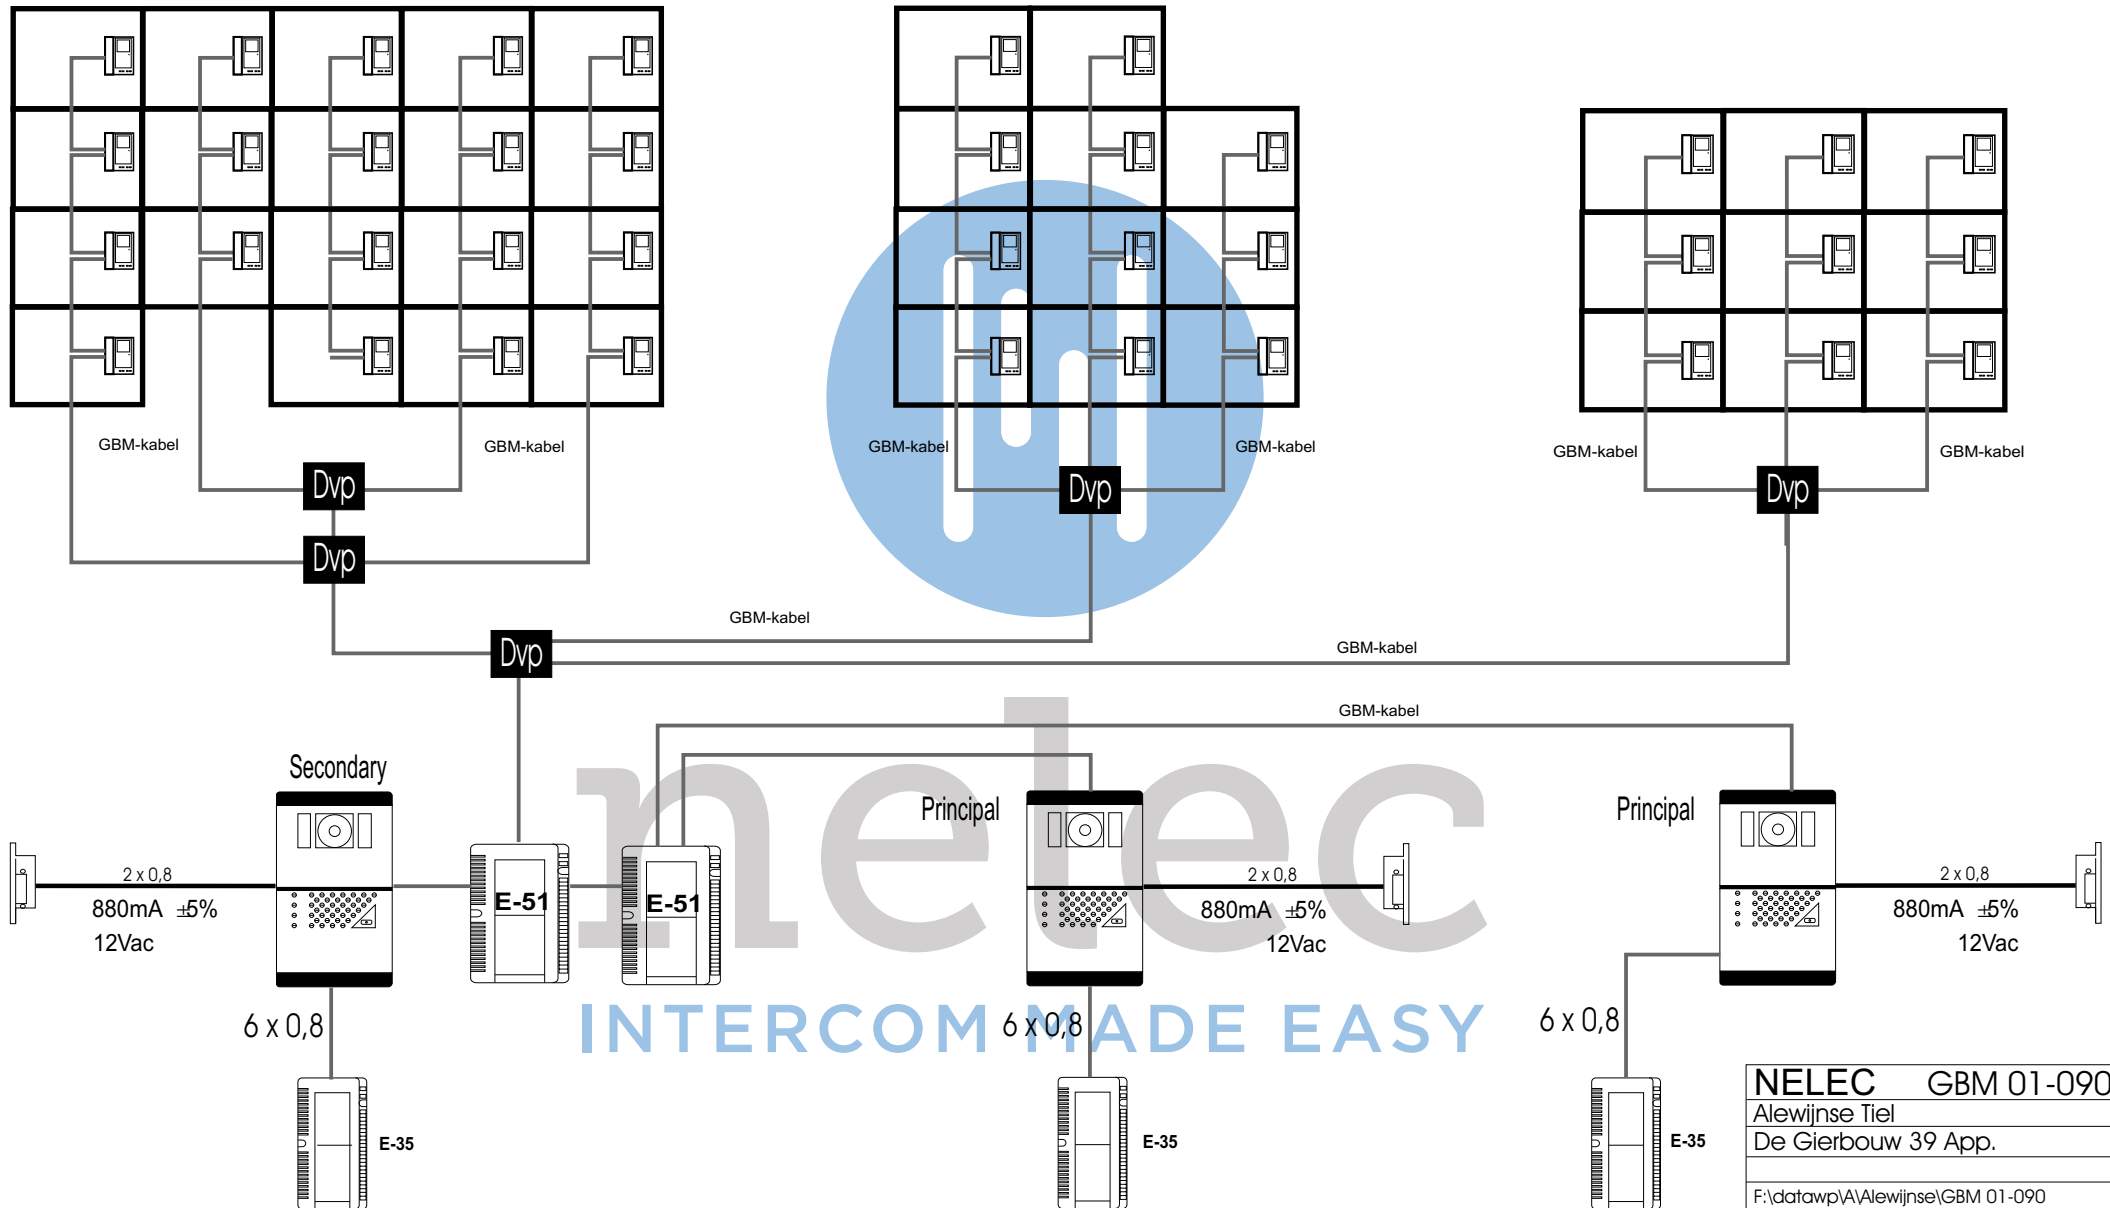 GBM-kabel
GBM-kabel
GBM-kabel
GBM-kabel
GBM-kabel
GBM-kabel
Dvp
Dvp
Dvp
Dvp
GBM-kabel
Dvp
GBM-kabel
GBM-kabel
nelec
INTERCOM MADE EASY
Secondary
Principal
Principal
2 x 0,8
880mA ±5%
12Vac
E-51
E-51
2 x 0,8
880mA ±5%
12Vac
2 x 0,8
880mA ±5%
12Vac
6 x 0,8
6 x 0,8
6 x 0,8
E-35
E-35
E-35
NELEC GBM 01-090
Alewijnse Tiel
De Gierbouw 39 App.
F:\datawp\A\Alewijnse\GBM 01-090